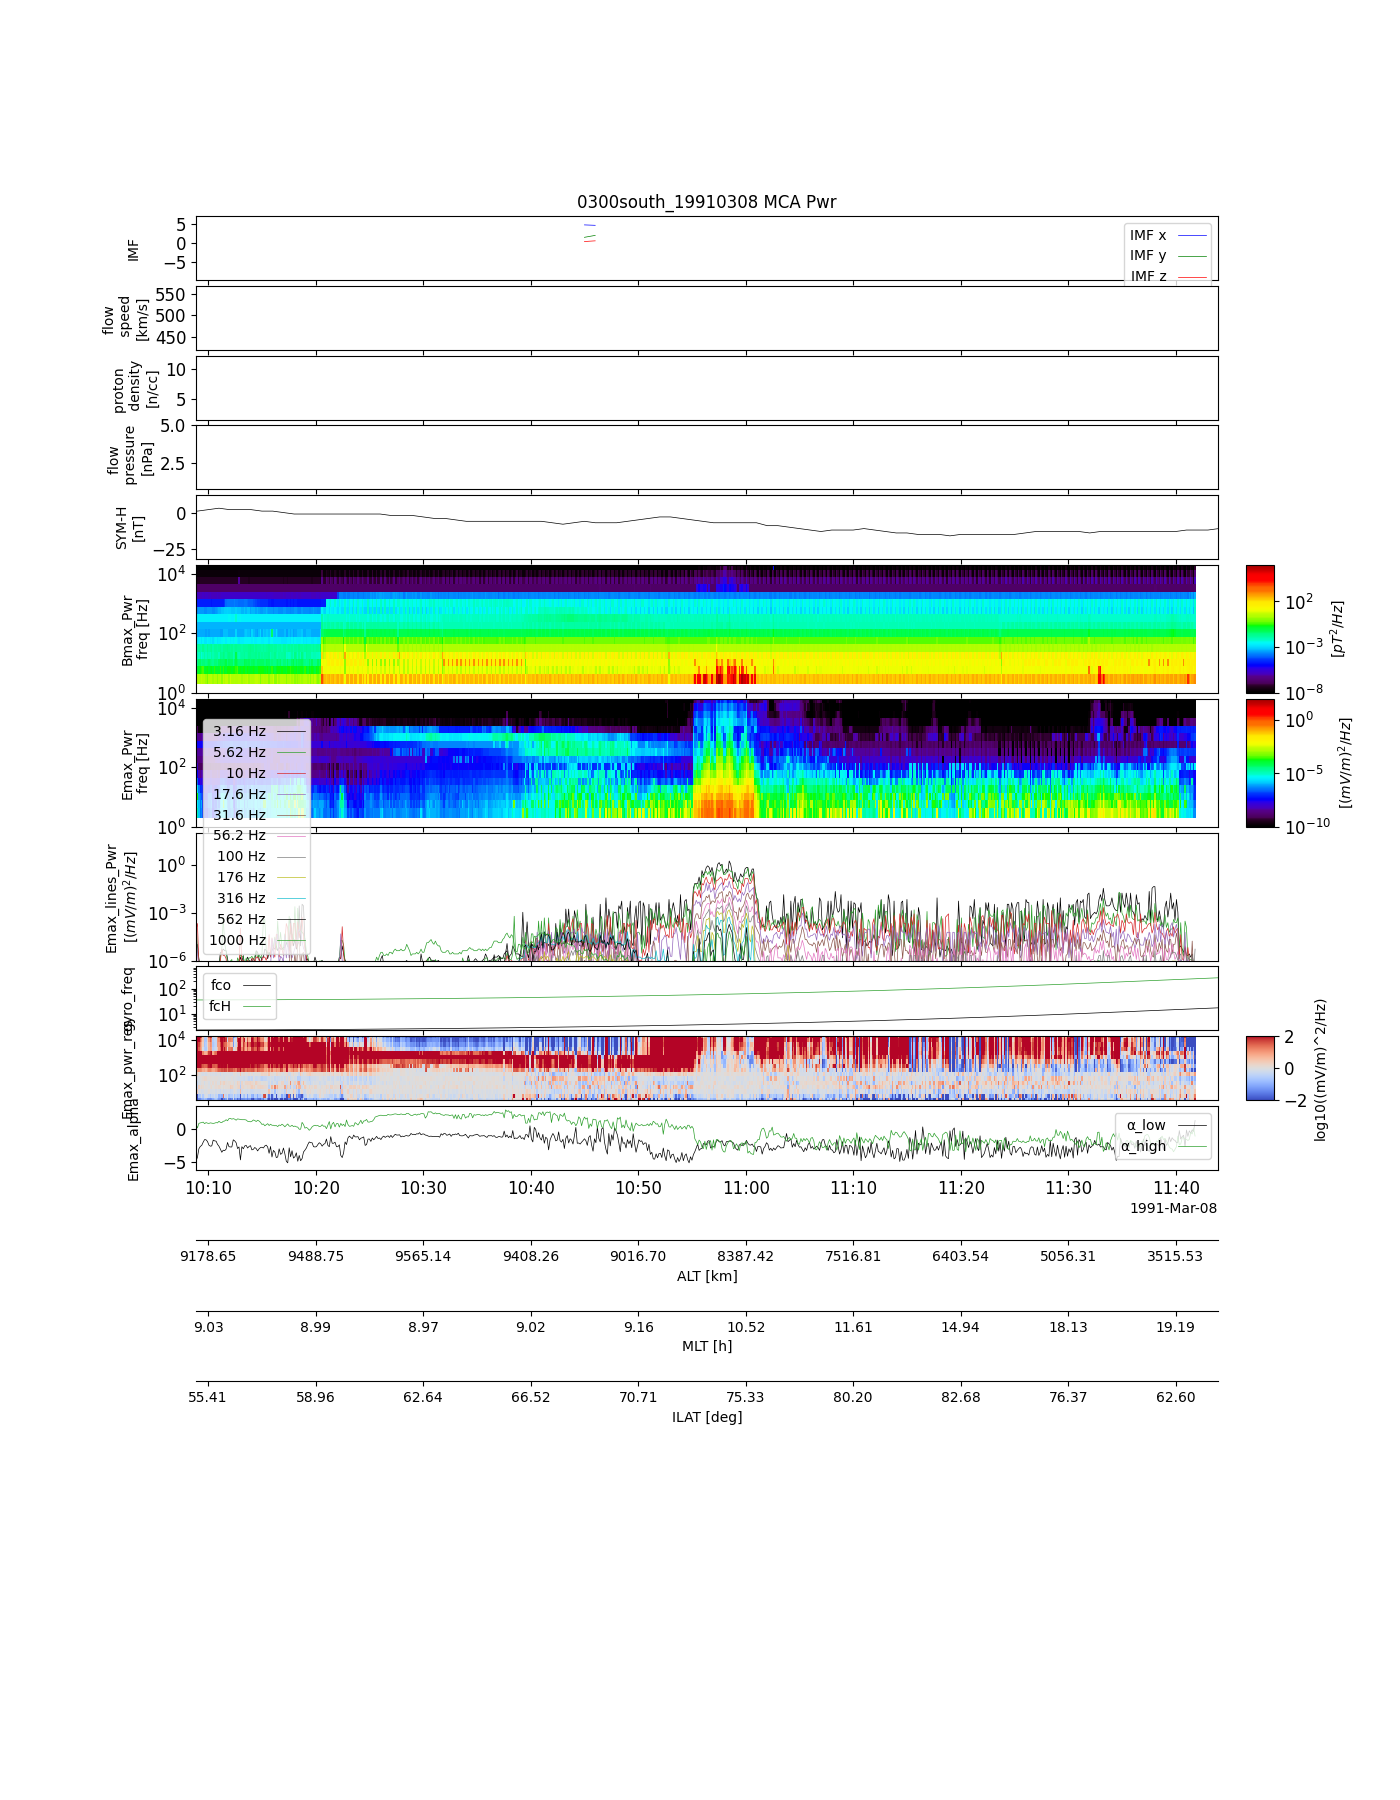 0300south_19910308 MCA Pwr
IMF
5
0
−5
IMF x
IMF y
IMF z
flow
speed
[km/s]
550
500
450
proton
density
[n/cc]
10
5
flow
pressure
[nPa]
5.0
2.5
SYM-H
[nT]
0
−25
Bmax_Pwr
freq [Hz]
10^4
10^2
10^0
10^2
10^−3
10^−8
[pT^2/Hz]
Emax_Pwr
freq [Hz]
10^4
10^2
10^0
10^0
10^−5
10^−10
[(mV/m)^2/Hz]
3.16 Hz
5.62 Hz
10 Hz
17.6 Hz
31.6 Hz
56.2 Hz
100 Hz
176 Hz
316 Hz
562 Hz
1000 Hz
Emax_lines_Pwr
[(mV/m)^2/Hz]
10^0
10^−3
10^−6
10^2
10^1
fco
fcH
10^4
10^2
2
0
−2
log10((mV/m)^2/Hz)
Emax_alpha
0
−5
α_low
α_high
10:10 10:20 10:30 10:40 10:50 11:00 11:10 11:20 11:30 11:40
1991-Mar-08
9178.65 9488.75 9565.14 9408.26 9016.70 8387.42 7516.81 6403.54 5056.31 3515.53
ALT [km]
9.03 8.99 8.97 9.02 9.16 10.52 11.61 14.94 18.13 19.19
MLT [h]
55.41 58.96 62.64 66.52 70.71 75.33 80.20 82.68 76.37 62.60
ILAT [deg]